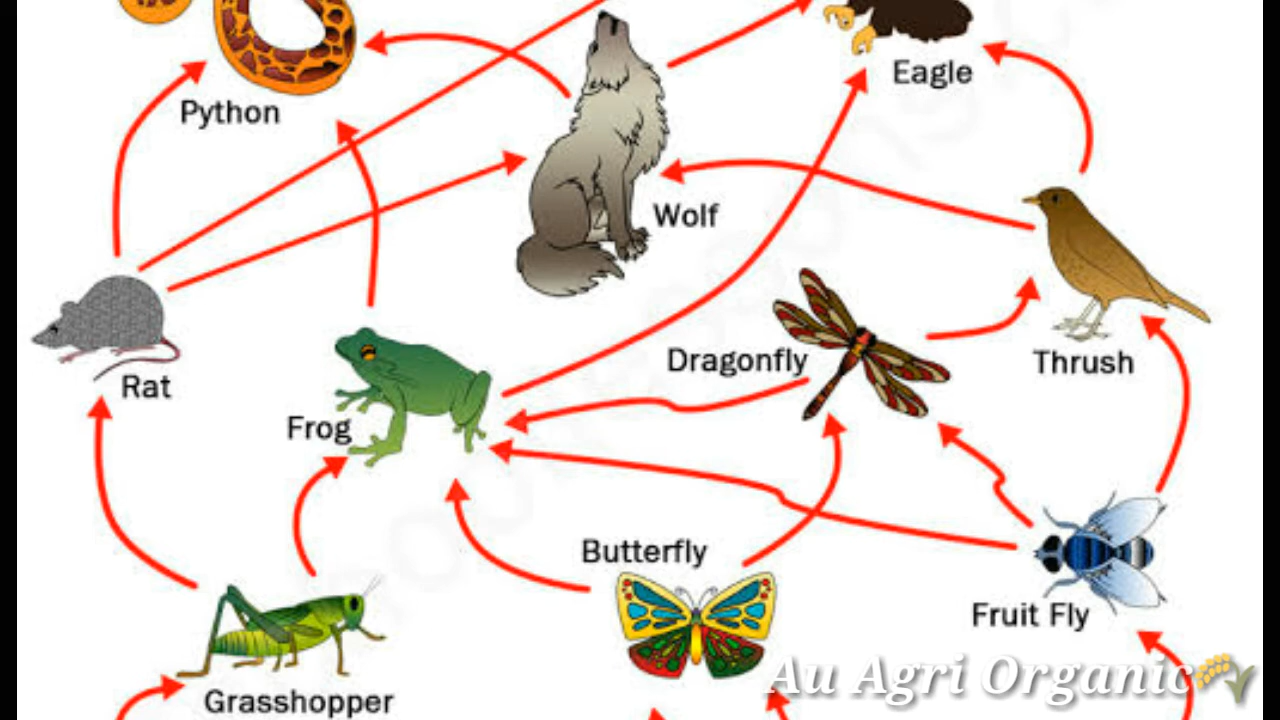 Eagle
Python
Wolf
Dragonfly
Thrush
Rat
Frog
Butterfly
Fruit Fly
Au Agri Organic
Grasshopper